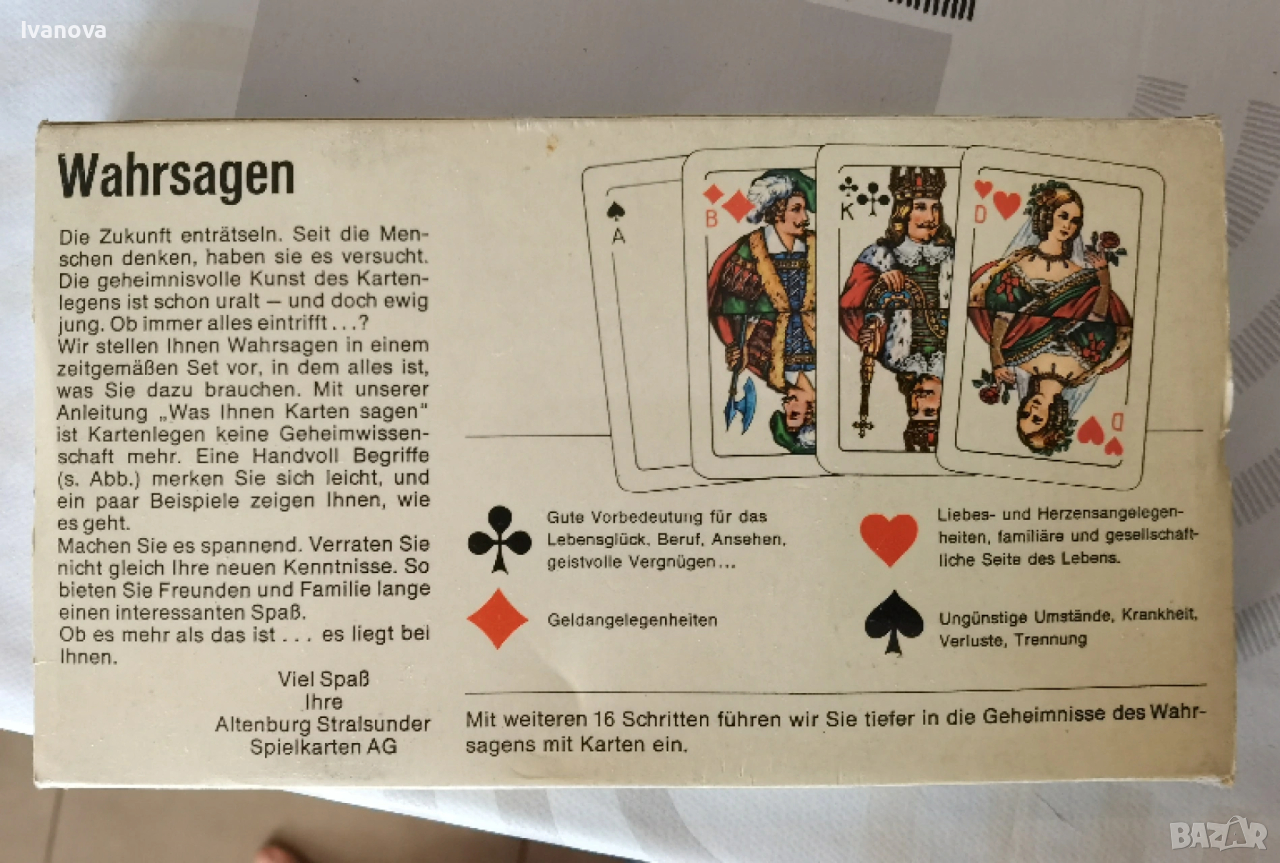 Ivanova
Wahrsagen
Die Zukunft enträtseln. Seit die Men-
schen denken, haben sie es versucht.
Die geheimnisvolle Kunst des Karten-
legens ist schon uralt – und doch ewig
jung. Ob immer alles eintrifft ...?
Wir stellen Ihnen Wahrsagen in einem
zeitgemäßen Set vor, in dem alles ist,
was Sie dazu brauchen. Mit unserer
Anleitung „Was Ihnen Karten sagen"
ist Kartenlegen keine Geheimwissen-
schaft mehr. Eine Handvoll Begriffe
(s. Abb.) merken Sie sich leicht, und
ein paar Beispiele zeigen Ihnen, wie
es geht.
Machen Sie es spannend. Verraten Sie
nicht gleich Ihre neuen Kenntnisse. So
bieten Sie Freunden und Familie lange
einen interessanten Spaß.
Ob es mehr als das ist ... es liegt bei
Ihnen.
Viel Spaß
Ihre
Altenburg Stralsunder
Spielkarten AG
A
B
K
D
D
Gute Vorbedeutung für das
Lebensglück, Beruf, Ansehen,
geistvolle Vergnügen...
Geldangelegenheiten
Liebes- und Herzensangelegen-
heiten, familiäre und gesellschaft-
liche Seite des Lebens.
Ungünstige Umstände, Krankheit,
Verluste, Trennung
Mit weiteren 16 Schritten führen wir Sie tiefer in die Geheimnisse des Wahr-
sagens mit Karten ein.
BAZAR